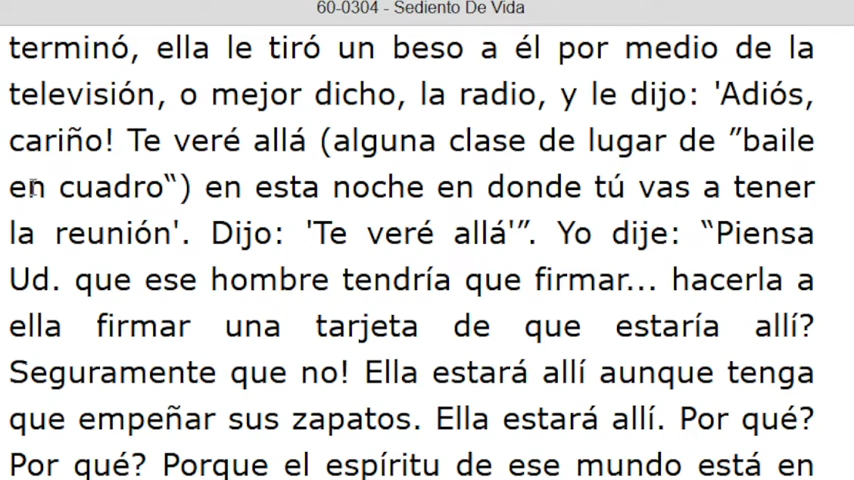 60-0304 - Sediento De Vida
terminó, ella le tiró un beso a él por medio de la
televisión, o mejor dicho, la radio, y le dijo: 'Adiós,
cariño! Te veré allá (alguna clase de lugar de ”baile
en cuadro“) en esta noche en donde tú vas a tener
la reunión'. Dijo: 'Te veré allá'”. Yo dije: “Piensa
Ud. que ese hombre tendría que firmar... hacerla a
ella firmar una tarjeta de que estaría allí?
Seguramente que no! Ella estará allí aunque tenga
que empeñar sus zapatos. Ella estará allí. Por qué?
Por qué? Porque el espíritu de ese mundo está en